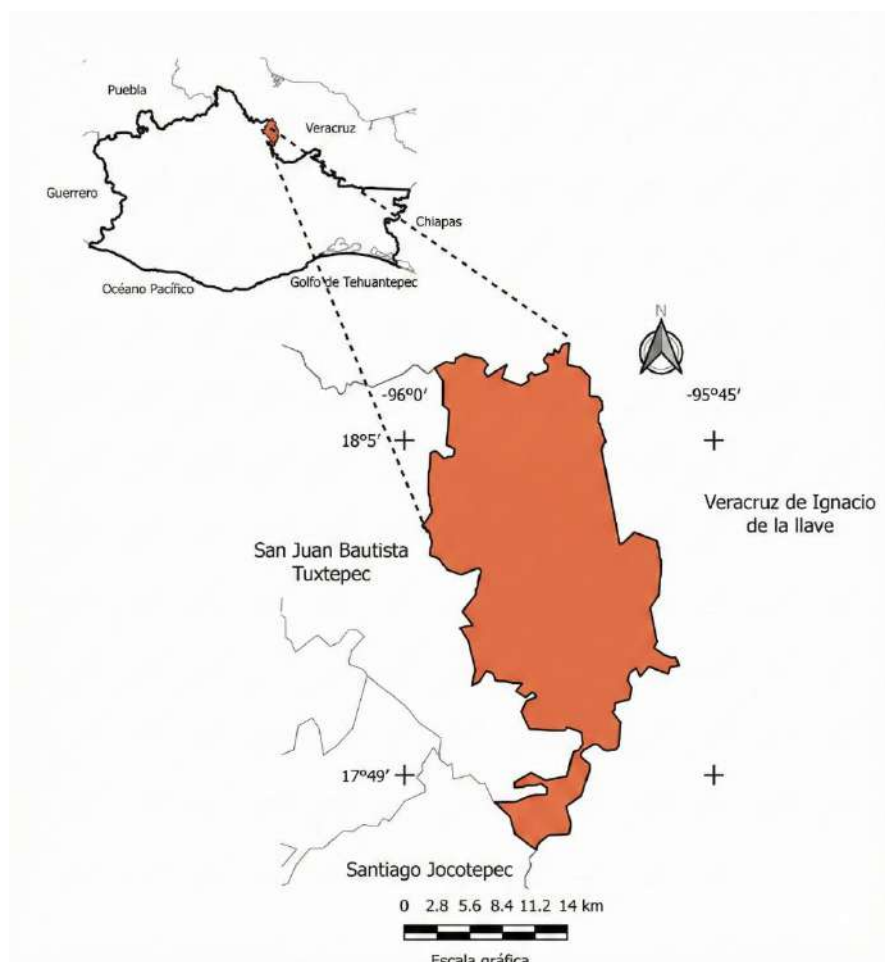 Puebla
Veracruz
Guerrero
Chiapas
Océano Pacífico
Golfo de Tehuantepec
N
-96º0'
-95º45'
18º5'
Veracruz de Ignacio
de la llave
San Juan Bautista
Tuxtepec
17º49'
Santiago Jocotepec
0 2.8 5.6 8.4 11.2 14 km
Escala gráfica